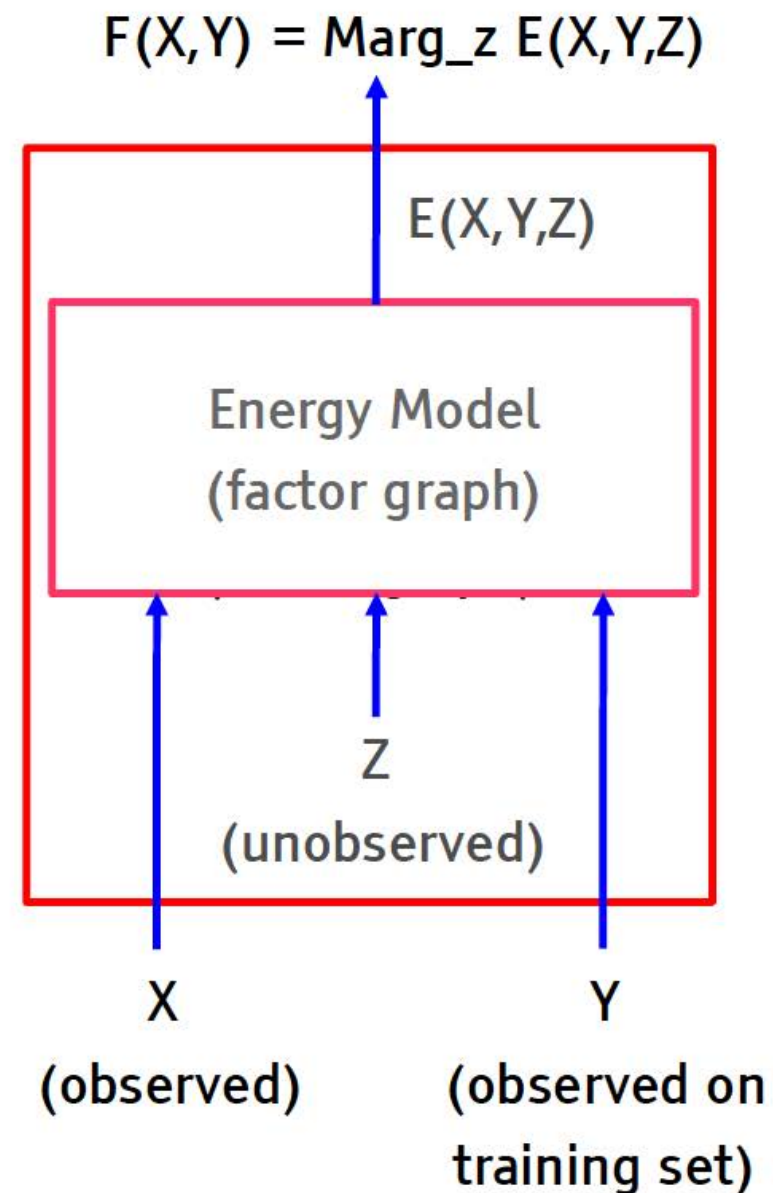 F(X,Y) = Marg_z E(X,Y,Z)
E(X,Y,Z)
Energy Model
(factor graph)
Z
(unobserved)
X
(observed)
Y
(observed on
training set)